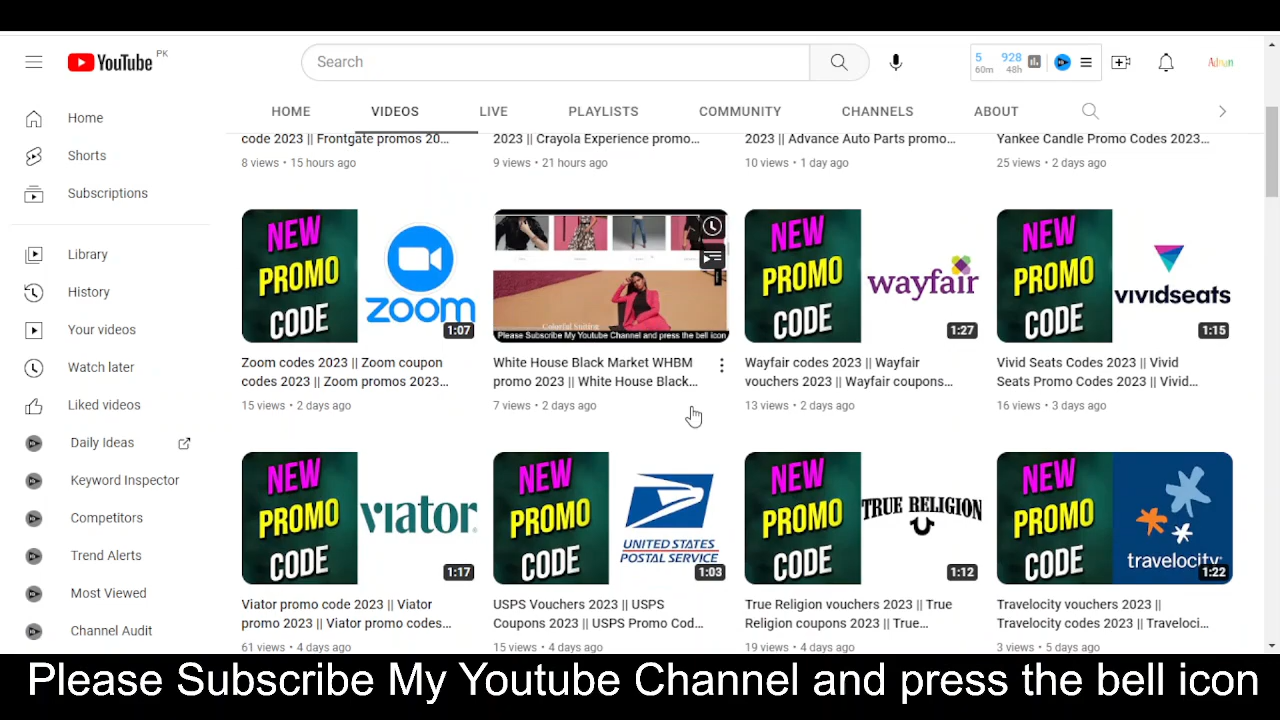 YouTube PK
Search
5 928
60m 48h
Adnan
HOME VIDEOS LIVE PLAYLISTS COMMUNITY CHANNELS ABOUT
Home
Shorts
Subscriptions
Library
History
Your videos
Watch later
Liked videos
Daily Ideas
Keyword Inspector
Competitors
Trend Alerts
Most Viewed
Channel Audit
code 2023 || Frontgate promos 20...
8 views • 15 hours ago
2023 || Crayola Experience promo...
9 views • 21 hours ago
2023 || Advance Auto Parts promo...
10 views • 1 day ago
Yankee Candle Promo Codes 2023...
25 views • 2 days ago
NEW
PROMO
CODE
zoom
1:07
Zoom codes 2023 || Zoom coupon
codes 2023 || Zoom promos 2023...
15 views • 2 days ago
Colorful Suiting
Please Subscribe My Youtube Channel and press the bell icon
White House Black Market WHBM
promo 2023 || White House Black...
7 views • 2 days ago
NEW
PROMO
CODE
wayfair
1:27
Wayfair codes 2023 || Wayfair
vouchers 2023 || Wayfair coupons...
13 views • 2 days ago
NEW
PROMO
CODE
vividseats
1:15
Vivid Seats Codes 2023 || Vivid
Seats Promo Codes 2023 || Vivid...
16 views • 3 days ago
NEW
PROMO
CODE
viator
1:17
Viator promo code 2023 || Viator
promo 2023 || Viator promo codes...
61 views • 4 days ago
NEW
PROMO
CODE
UNITED STATES
POSTAL SERVICE
1:03
USPS Vouchers 2023 || USPS
Coupons 2023 || USPS Promo Cod...
15 views • 4 days ago
NEW
PROMO
CODE
TRUE RELIGION
1:12
True Religion vouchers 2023 || True
Religion coupons 2023 || True...
19 views • 4 days ago
NEW
PROMO
CODE
travelocity
1:22
Travelocity vouchers 2023 ||
Travelocity codes 2023 || Traveloci...
3 views • 5 days ago
Please Subscribe My Youtube Channel and press the bell icon